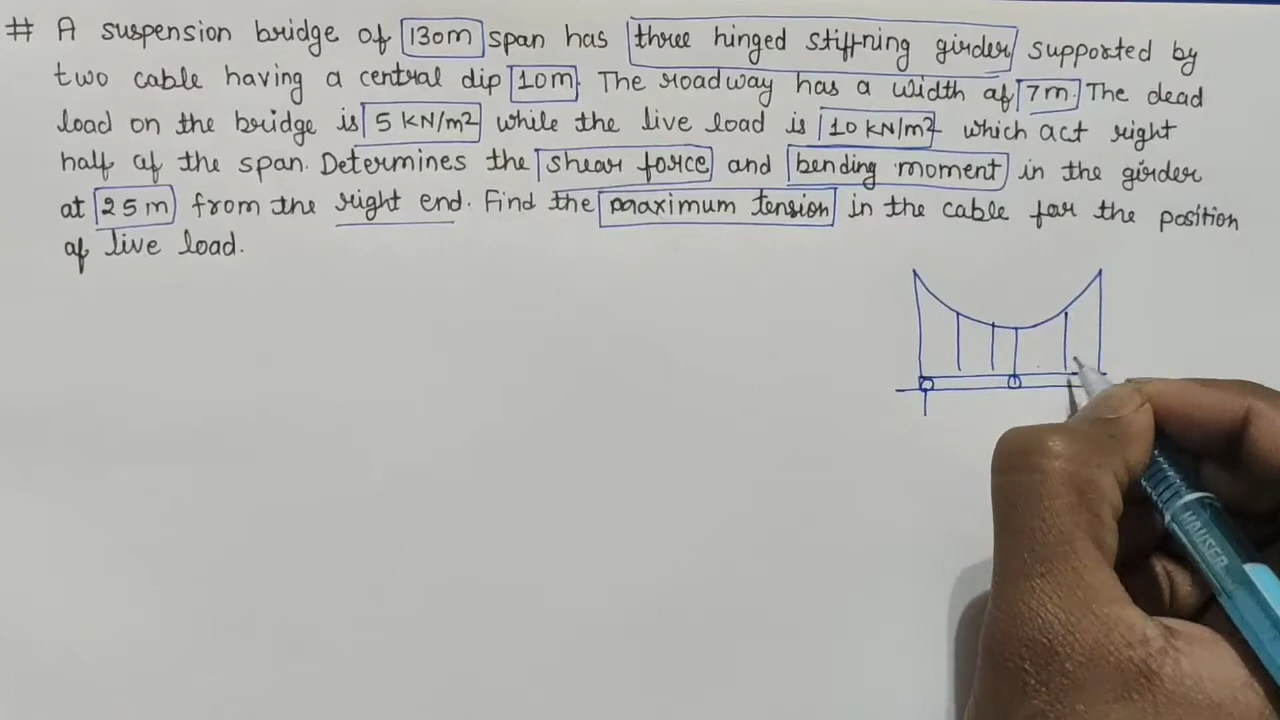 # A suspension bridge of 130m span has three hinged stiffning girder supported by
two cable having a central dip 10m. The roadway has a width of 7m. The dead
load on the bridge is 5 KN/m2 while the live load is 10 KN/m2 which act right
half of the span. Determines the shear force and bending moment in the girder
at 25m from the right end. Find the maximum tension in the cable for the position
of live load.
HAUSER